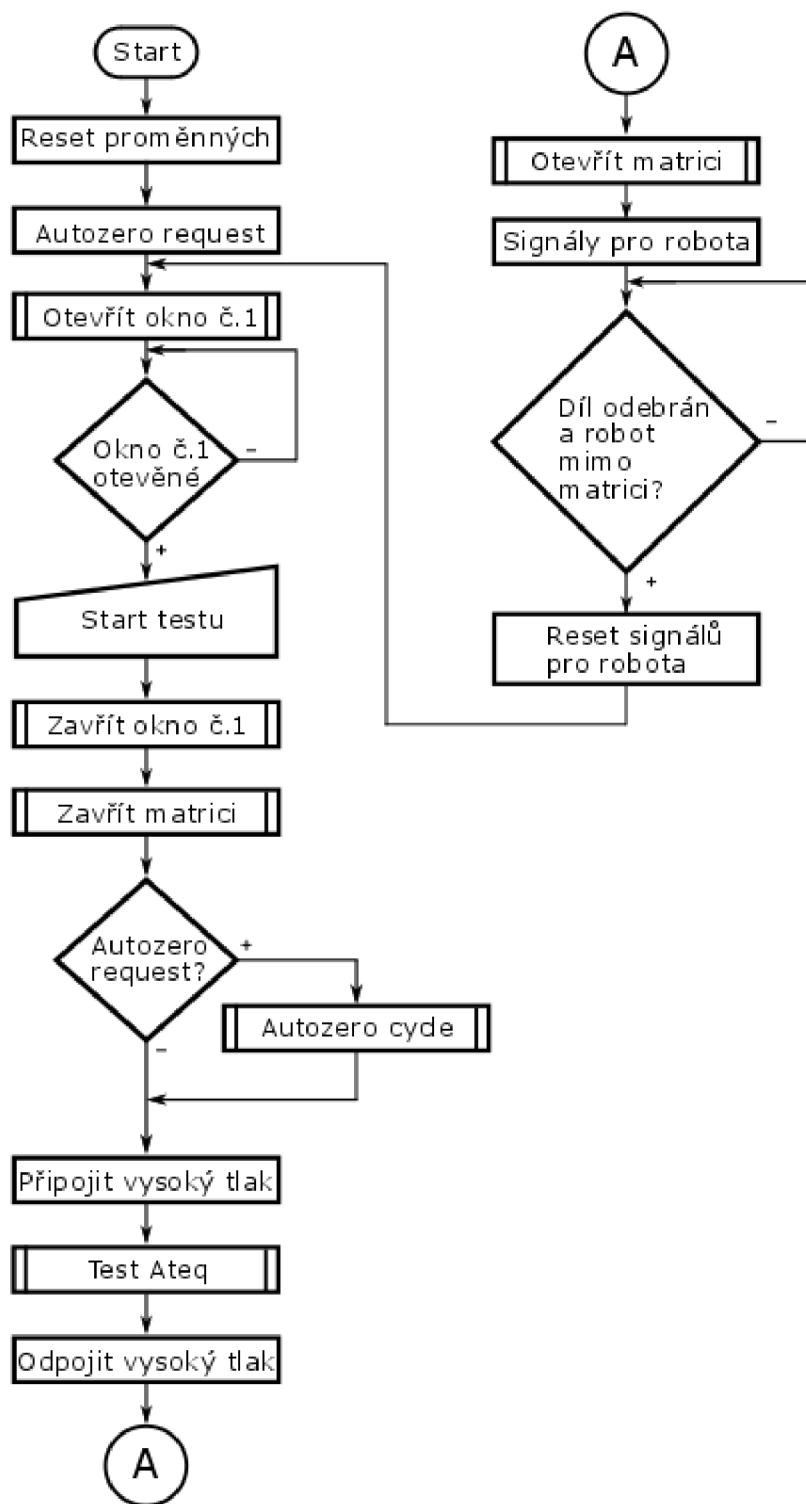 Start
Reset proměnných
Autozero request
Otevřít okno č.1
Okno č.1
otevěné
-
+
Start testu
Zavřít okno č.1
Zavřít matrici
Autozero
request?
+
-
Autozero cyde
Připojit vysoký tlak
Test Ateq
Odpojit vysoký tlak
A
A
Otevřít matrici
Signály pro robota
Díl odebrán
a robot
mimo
matrici?
-
+
Reset signálů
pro robota